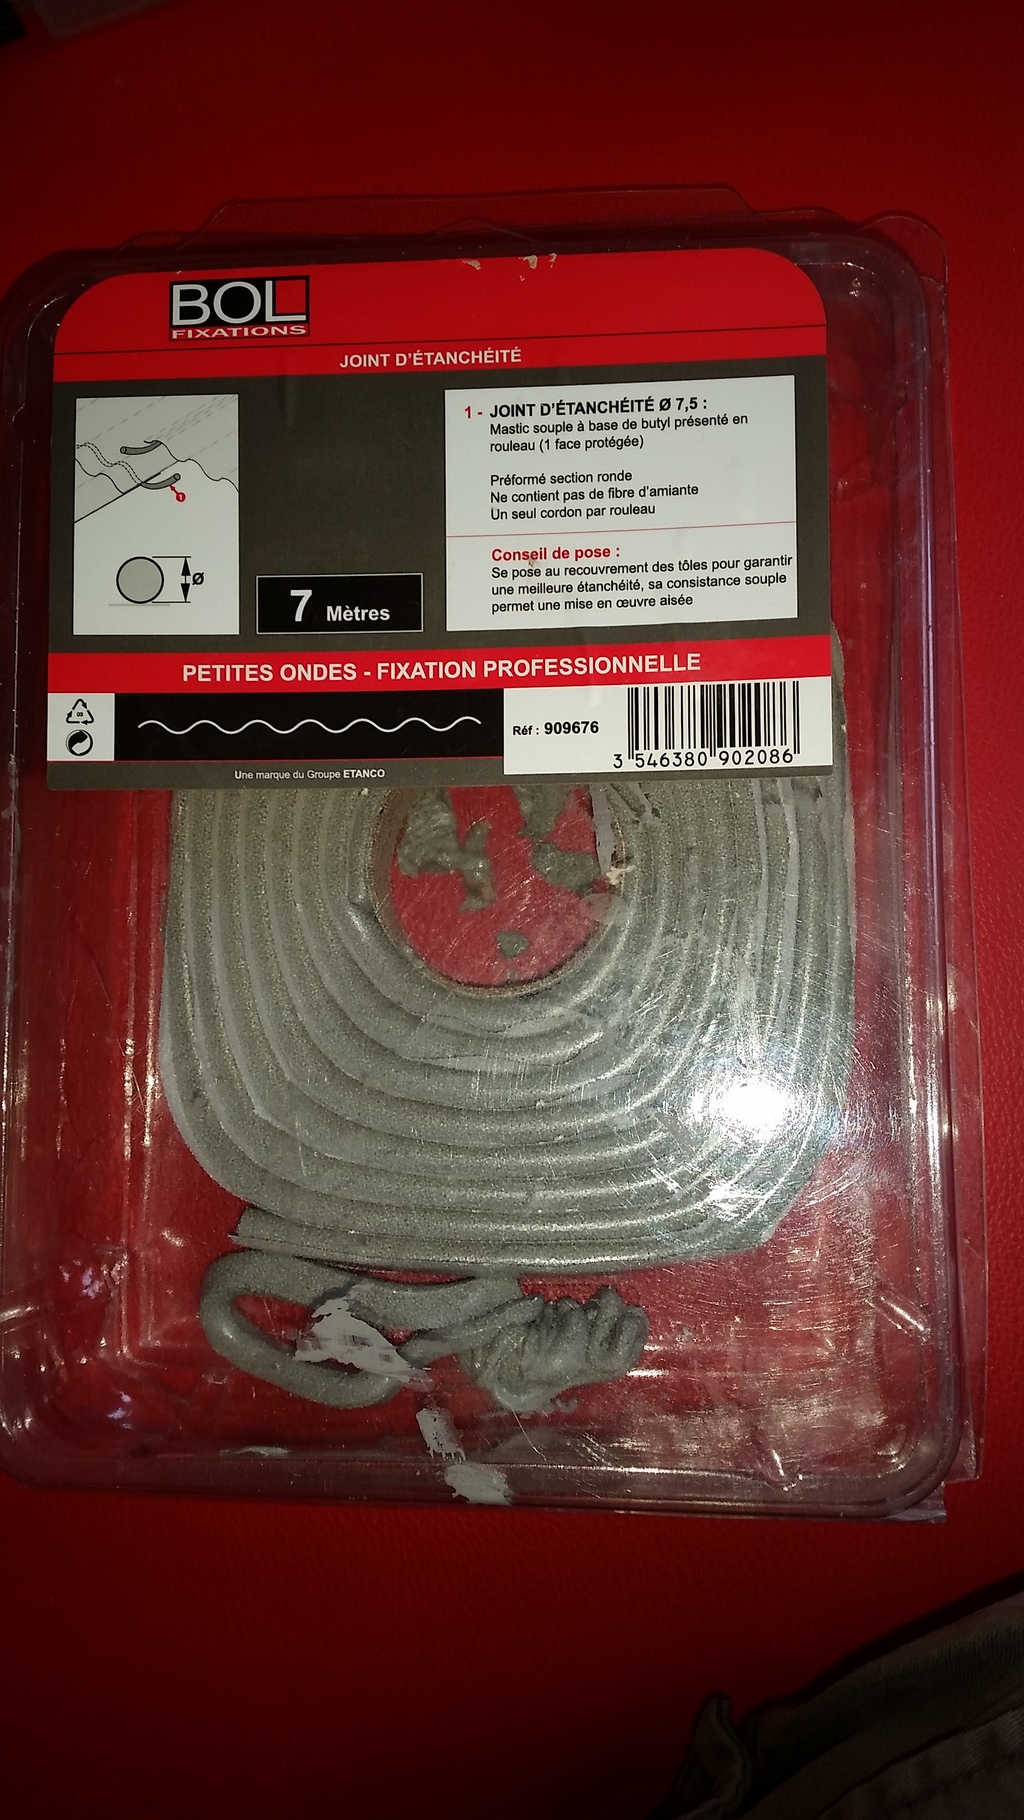 BOL
FIXATIONS
JOINT D'ÉTANCHÉITÉ
1 - JOINT D'ÉTANCHÉITÉ Ø 7,5 :
Mastic souple à base de butyl présenté en
rouleau (1 face protégée)
Préformé section ronde
Ne contient pas de fibre d'amiante
Un seul cordon par rouleau
1
Ø
Conseil de pose :
Se pose au recouvrement des tôles pour garantir
une meilleure étanchéité, sa consistance souple
permet une mise en œuvre aisée
7 Mètres
PETITES ONDES - FIXATION PROFESSIONNELLE
Réf : 909676
3 546380 902086
Une marque du Groupe ETANCO